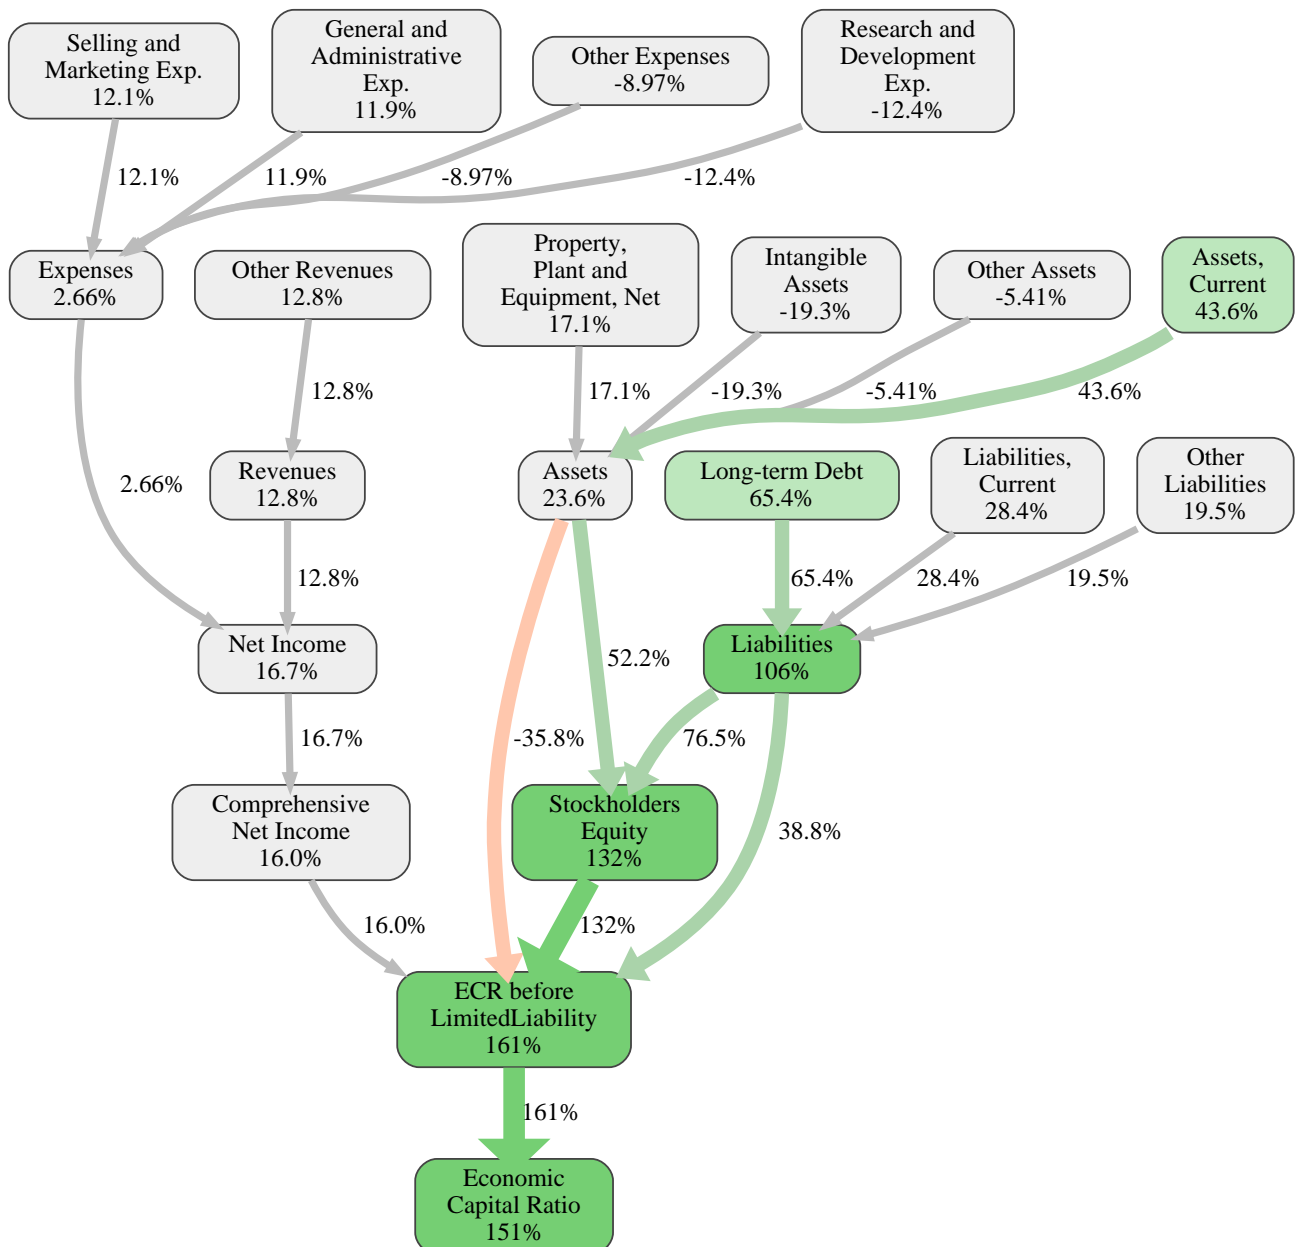 Selling and
Marketing Exp.
12.1%
General and
Administrative
Exp.
11.9%
Other Expenses
-8.97%
Research and
Development
Exp.
-12.4%
12.1%
11.9%
-8.97%
-12.4%
Expenses
2.66%
Other Revenues
12.8%
Property,
Plant and
Equipment, Net
17.1%
Intangible
Assets
-19.3%
Other Assets
-5.41%
Assets,
Current
43.6%
12.8%
17.1%
-19.3%
-5.41%
43.6%
2.66%
Revenues
12.8%
Assets
23.6%
Long-term Debt
65.4%
Liabilities,
Current
28.4%
Other
Liabilities
19.5%
12.8%
65.4%
28.4%
19.5%
Net Income
16.7%
52.2%
Liabilities
106%
16.7%
-35.8%
76.5%
Comprehensive
Net Income
16.0%
Stockholders
Equity
132%
38.8%
16.0%
132%
ECR before
LimitedLiability
161%
161%
Economic
Capital Ratio
151%